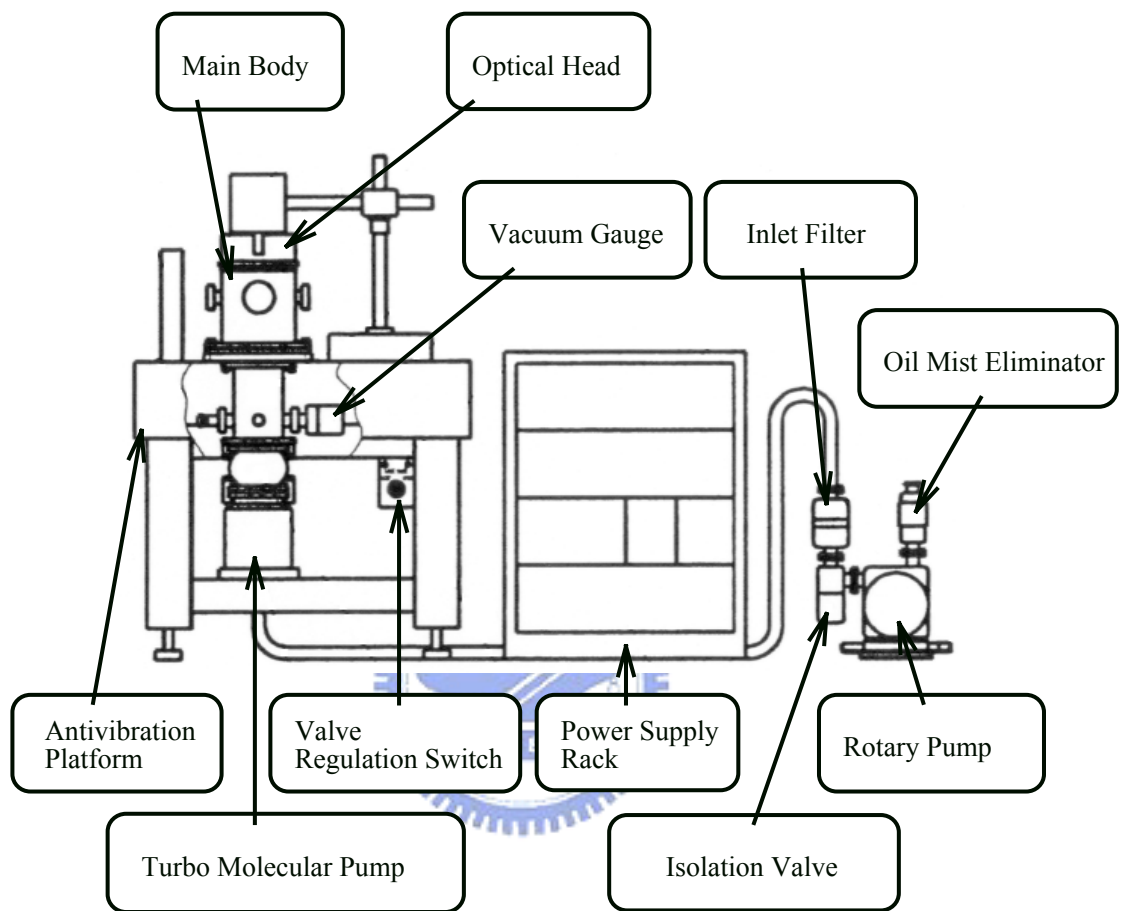 Main Body
Optical Head
Vacuum Gauge
Inlet Filter
Oil Mist Eliminator
Antivibration
Platform
Valve
Regulation Switch
Power Supply
Rack
Rotary Pump
Turbo Molecular Pump
Isolation Valve